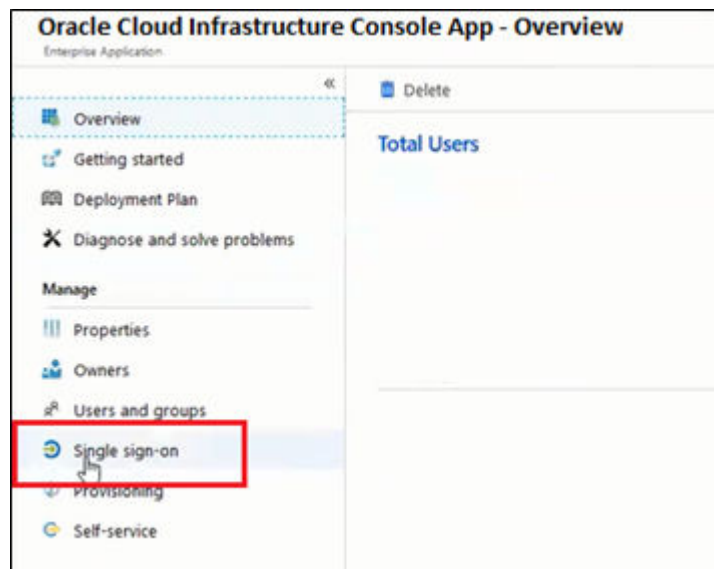 Oracle Cloud Infrastructure Console App - Overview
Enterprise Application
«
Delete
Overview
Total Users
Getting started
Deployment Plan
Diagnose and solve problems
Manage
Properties
Owners
Users and groups
Single sign-on
Provisioning
Self-service